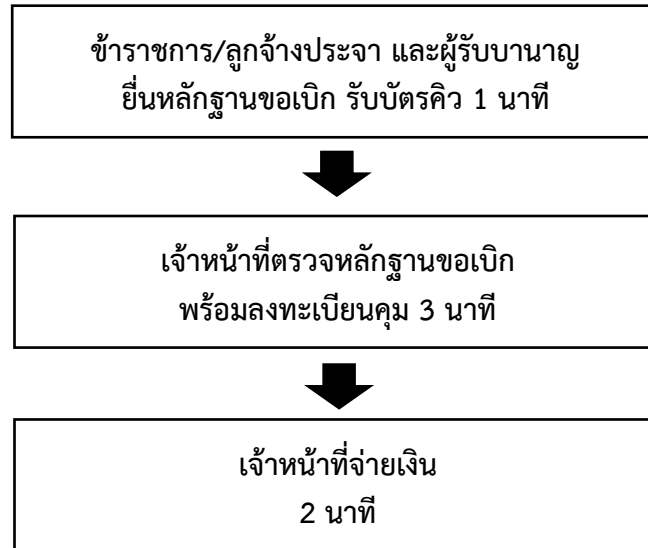 ข้าราชการ/ลูกจ้างประจา และผู้รับบานาญ
ยื่นหลักฐานขอเบิก รับบัตรคิว 1 นาที
เจ้าหน้าที่ตรวจหลักฐานขอเบิก
พร้อมลงทะเบียนคุม 3 นาที
เจ้าหน้าที่จ่ายเงิน
2 นาที